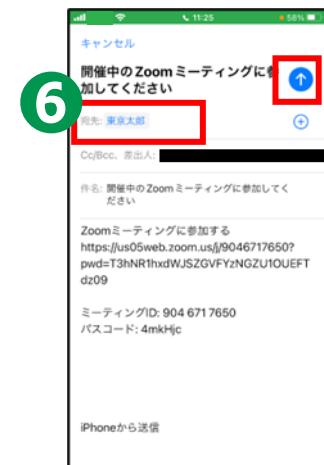 11:25 58%
キャンセル
開催中のZoomミーティングに参
加してください
6
宛先: 東京太郎
Cc/Bcc、差出人:
件名: 開催中のZoomミーティングに参加してく
ださい
Zoomミーティングに参加する
https://us05web.zoom.us/j/9046717650?
pwd=T3hNR1hxdWJSZGVFYzNGZU1OUEFT
dz09
ミーティングID: 904 671 7650
パスコード: 4mkHjc
iPhoneから送信